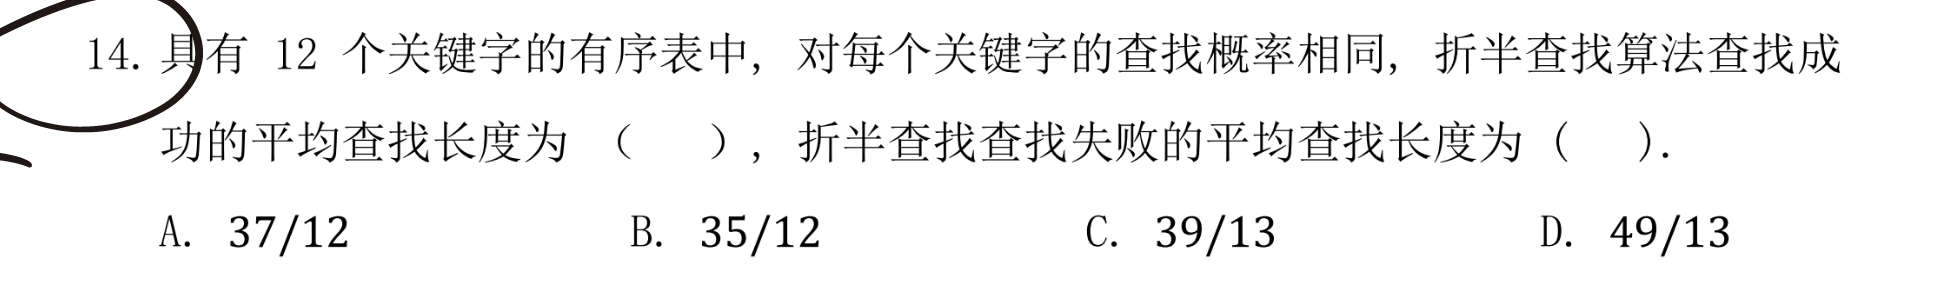 14. 具有 12 个关键字的有序表中, 对每个关键字的查找概率相同, 折半查找算法查找成
功的平均查找长度为 （ ）, 折半查找查找失败的平均查找长度为（ ）.
A. 37/12 B. 35/12 C. 39/13 D. 49/13